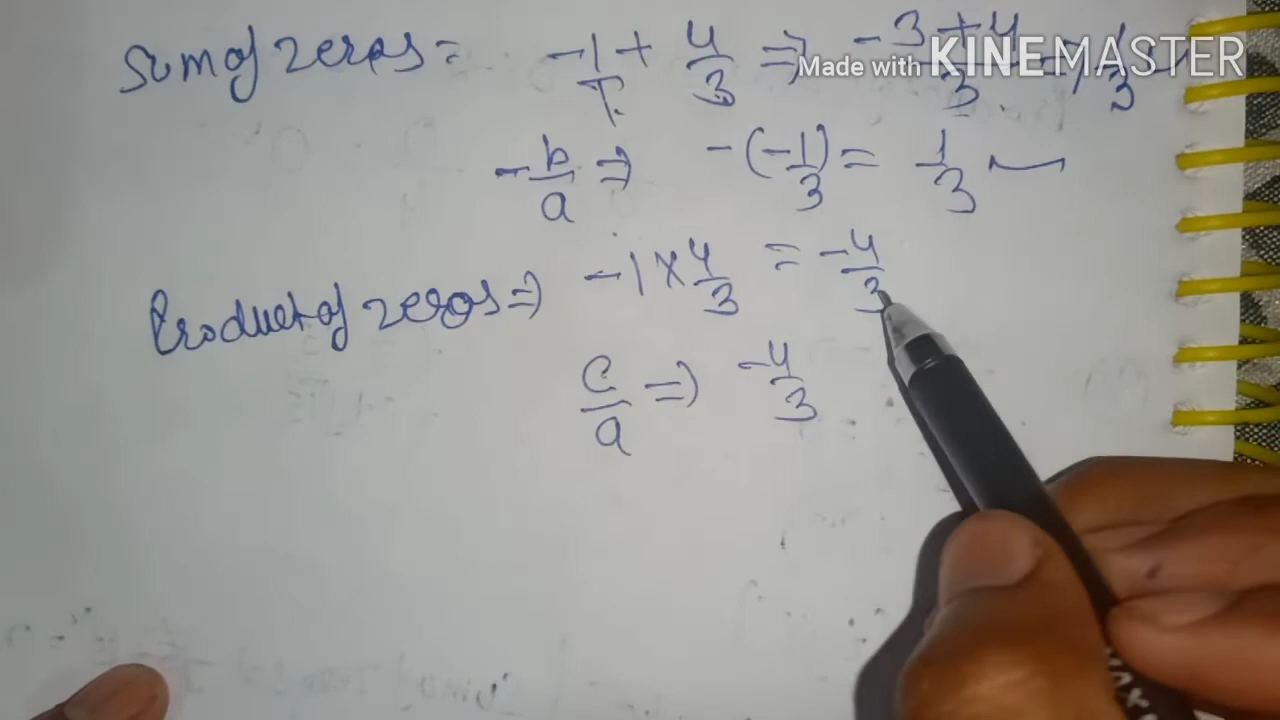 Sum of zeros = -1/1 + 4/3 ⇒ -3+4/3 ⇒ 1/3
Made with KINEMASTER
-b/a ⇒ -(-1/3) = 1/3
Product of zeros ⇒ -1 × 4/3 = -4/3
c/a ⇒ -4/3